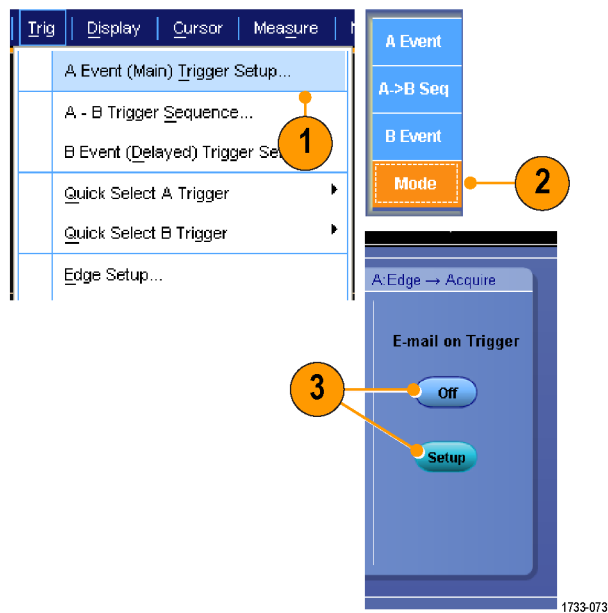 Trig Display Cursor Measure
A Event (Main) Trigger Setup...
A - B Trigger Sequence...
B Event (Delayed) Trigger Se
Quick Select A Trigger
Quick Select B Trigger
Edge Setup...
1
A Event
A->B Seq
B Event
Mode
2
A:Edge → Acquire
E-mail on Trigger
Off
Setup
3
1733-073